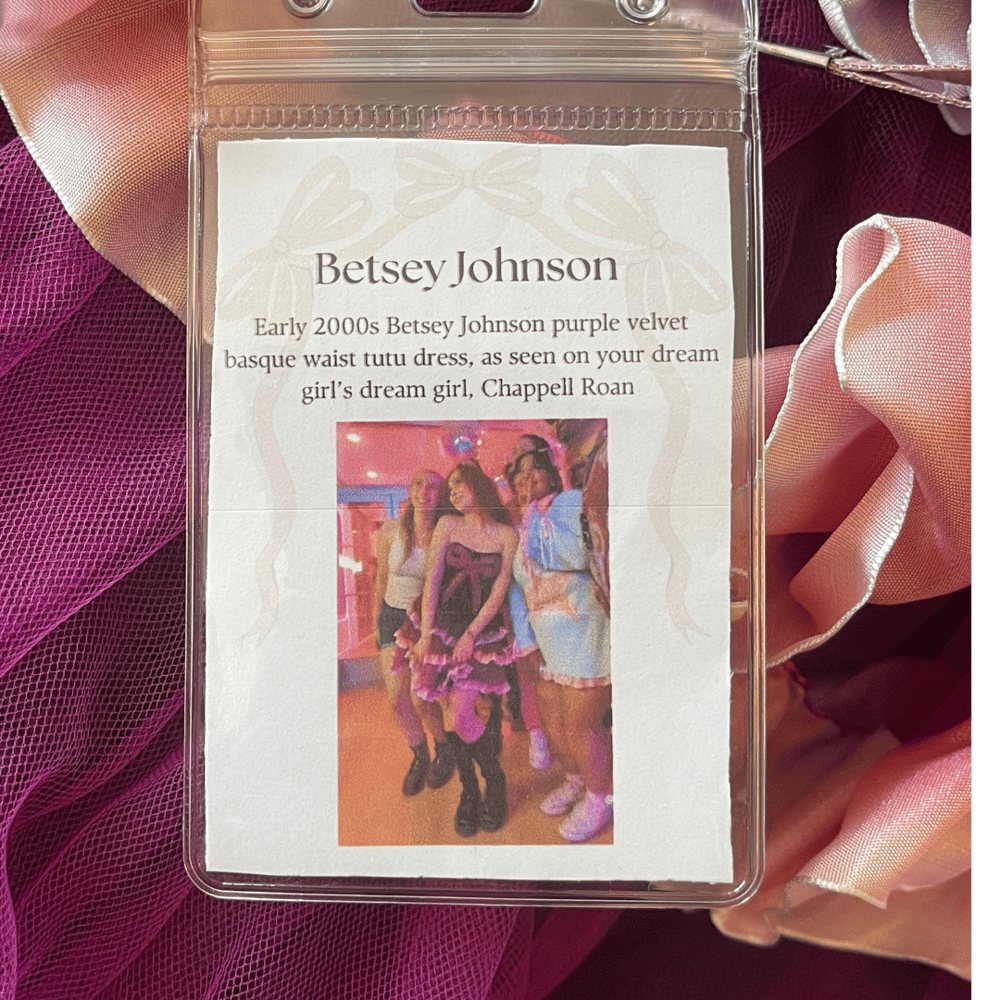 Betsey Johnson
Early 2000s Betsey Johnson purple velvet
basque waist tutu dress, as seen on your dream
girl's dream girl, Chappell Roan